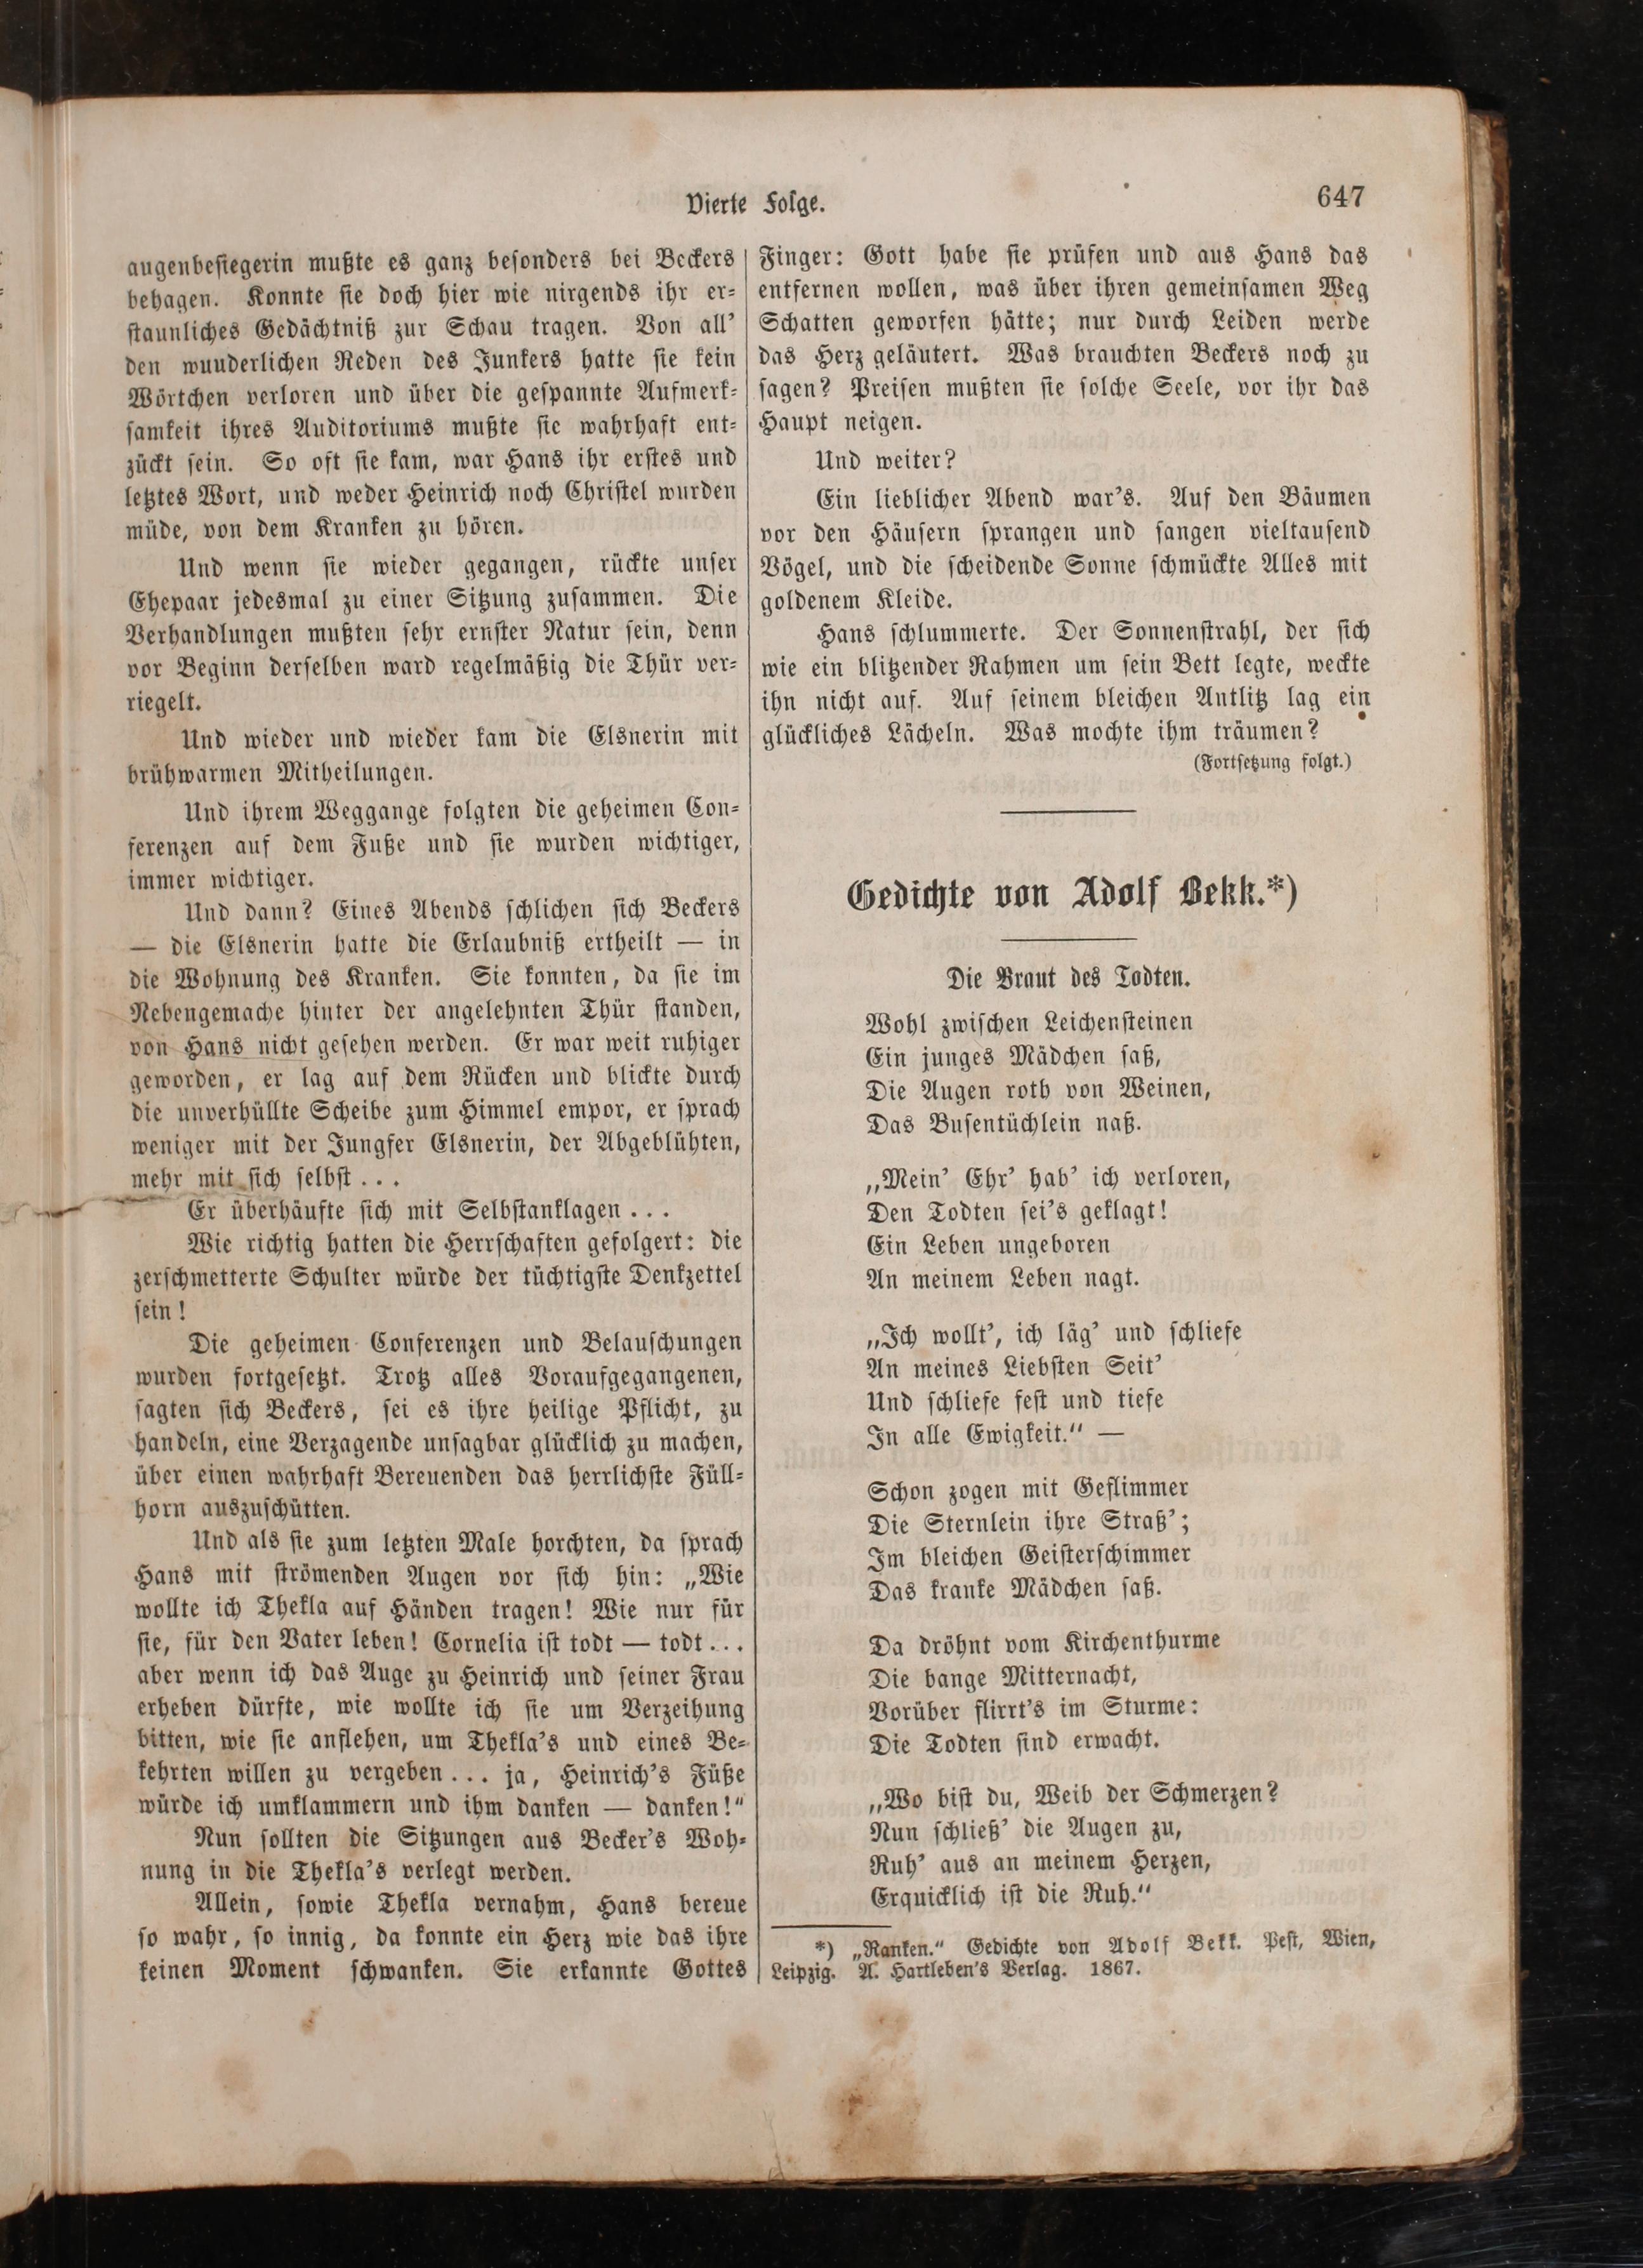 Vierte Folge.
647
augenbesiegerin mußte es ganz besonders bei Beckers
behagen. Konnte sie doch hier wie nirgends ihr er-
staunliches Gedächtniß zur Schau tragen. Von all’
den wuuderlichen Reden des Junkers hatte sie kein
Wörtchen verloren und über die gespannte Aufmerk-
samkeit ihres Auditoriums mußte sie wahrhaft ent-
zückt sein. So oft sie kam, war Hans ihr erstes und
letztes Wort, und weder Heinrich noch Christel wurden
müde, von dem Kranken zu hören.
Und wenn sie wieder gegangen, rückte unser
Ehepaar jedesmal zu einer Sitzung zusammen. Die
Verhandlungen mußten sehr ernster Natur sein, denn
vor Beginn derselben ward regelmäßig die Thür ver-
riegelt.
Und wieder und wieder kam die Elsnerin mit
brühwarmen Mittheilungen.
Und ihrem Weggange folgten die geheimen Con-
ferenzen auf dem Fuße und sie wurden wichtiger,
immer wichtiger.
Und dann? Eines Abends schlichen sich Beckers
— die Elsnerin hatte die Erlaubniß ertheilt — in
die Wohnung des Kranken. Sie konnten, da sie im
Nebengemache hinter der angelehnten Thür standen,
von Hans nicht gesehen werden. Er war weit ruhiger
geworden, er lag auf dem Rücken und blickte durch
die unverhüllte Scheibe zum Himmel empor, er sprach
weniger mit der Jungfer Elsnerin, der Abgeblühten,
mehr mit sich selbst ...
Er überhäufte sich mit Selbstanklagen ...
Wie richtig hatten die Herrschaften gefolgert: die
zerschmetterte Schulter würde der tüchtigste Denkzettel
sein!
Die geheimen Conferenzen und Belauschungen
wurden fortgesetzt. Trotz alles Voraufgegangenen,
sagten sich Beckers, sei es ihre heilige Pflicht, zu
handeln, eine Verzagende unsagbar glücklich zu machen,
über einen wahrhaft Bereuenden das herrlichste Füll-
horn auszuschütten.
Und als sie zum letzten Male horchten, da sprach
Hans mit strömenden Augen vor sich hin: „Wie
wollte ich Thekla auf Händen tragen! Wie nur für
sie, für den Vater leben! Cornelia ist todt — todt...
aber wenn ich das Auge zu Heinrich und seiner Frau
erheben dürfte, wie wollte ich sie um Verzeihung
bitten, wie sie anflehen, um Thekla’s und eines Be-
kehrten willen zu vergeben... ja, Heinrich’s Füße
würde ich umklammern und ihm danken — danken!“
Nun sollten die Sitzungen aus Becker’s Woh-
nung in die Thekla’s verlegt werden.
Allein, sowie Thekla vernahm, Hans bereue
so wahr, so innig, da konnte ein Herz wie das ihre
keinen Moment schwanken. Sie erkannte Gottes
Finger: Gott habe sie prüfen und aus Hans das
entfernen wollen, was über ihren gemeinsamen Weg
Schatten geworfen hätte; nur durch Leiden werde
das Herz geläutert. Was brauchten Beckers noch zu
sagen? Preisen mußten sie solche Seele, vor ihr das
Haupt neigen.
Und weiter?
Ein lieblicher Abend war’s. Auf den Bäumen
vor den Häusern sprangen und sangen vieltausend
Vögel, und die scheidende Sonne schmückte Alles mit
goldenem Kleide.
Hans schlummerte. Der Sonnenstrahl, der sich
wie ein blitzender Rahmen um sein Bett legte, weckte
ihn nicht auf. Auf seinem bleichen Antlitz lag ein
glückliches Lächeln. Was mochte ihm träumen?
(Fortsetzung folgt.)
Gedichte von Adolf Bekk.*)
Die Braut des Todten.
Wohl zwischen Leichensteinen
Ein junges Mädchen saß,
Die Augen roth von Weinen,
Das Busentüchlein naß.
„Mein’ Ehr’ hab’ ich verloren,
Den Todten sei’s geklagt!
Ein Leben ungeboren
An meinem Leben nagt.
„Ich wollt’, ich läg’ und schliefe
An meines Liebsten Seit’
Und schliefe fest und tiefe
In alle Ewigkeit.“ —
Schon zogen mit Geflimmer
Die Sternlein ihre Straß’;
Im bleichen Geisterschimmer
Das kranke Mädchen saß.
Da dröhnt vom Kirchenthurme
Die bange Mitternacht,
Vorüber flirrt’s im Sturme:
Die Todten sind erwacht.
„Wo bist du, Weib der Schmerzen?
Nun schließ’ die Augen zu,
Ruh’ aus an meinem Herzen,
Erquicklich ist die Ruh.“
*) „Ranken.“ Gedichte von Adolf Bekk. Pest, Wien,
Leipzig. A. Hartleben’s Verlag. 1867.